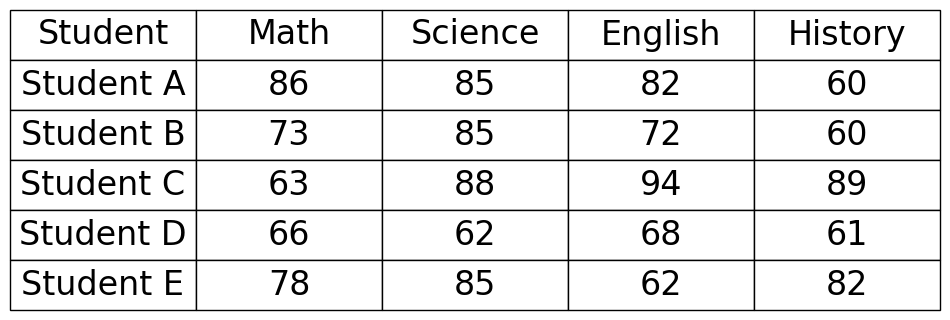 Student Math Science English History
Student A 86 85 82 60
Student B 73 85 72 60
Student C 63 88 94 89
Student D 66 62 68 61
Student E 78 85 62 82